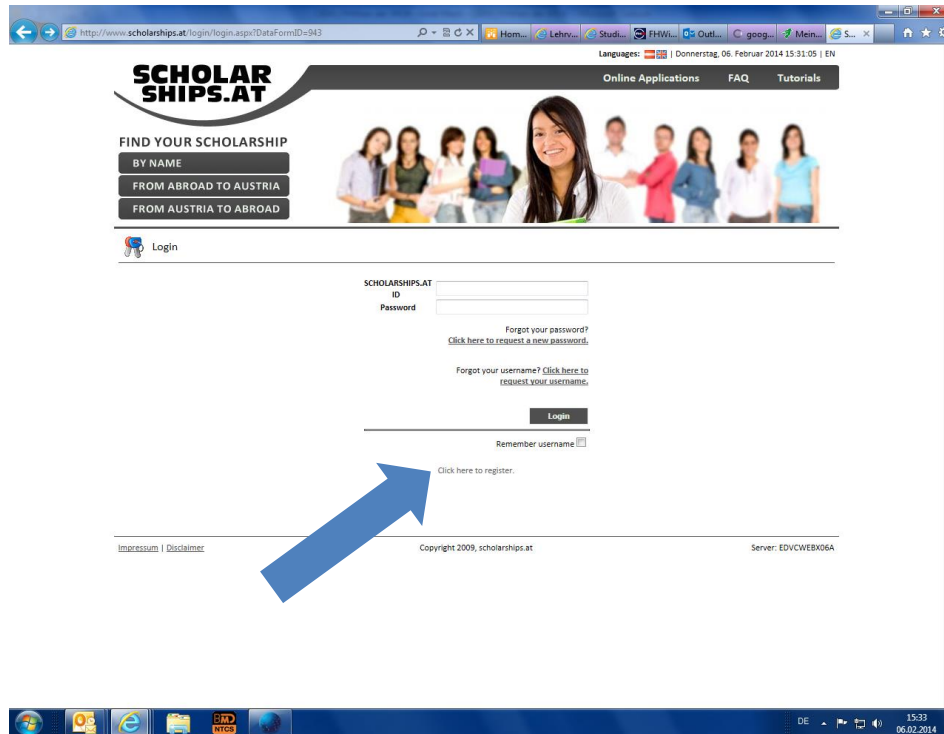 http://www.scholarships.at/login/login.aspx?DataFormID=943
Hom...
Lehrv...
Studi...
FHWi...
Outl...
goog...
Mein...
S...
Languages: | Donnerstag, 06. Februar 2014 15:31:05 | EN
SCHOLAR
SHIPS.AT
Online Applications FAQ Tutorials
FIND YOUR SCHOLARSHIP
BY NAME
FROM ABROAD TO AUSTRIA
FROM AUSTRIA TO ABROAD
Login
SCHOLARSHIPS.AT
ID
Password
Forgot your password?
Click here to request a new password.
Forgot your username? Click here to
request your username.
Login
Remember username
Click here to register.
Impressum | Disclaimer Copyright 2009, scholarships.at Server: EDVCWEBX06A
BMD
NTCS
DE 15:33
06.02.2014